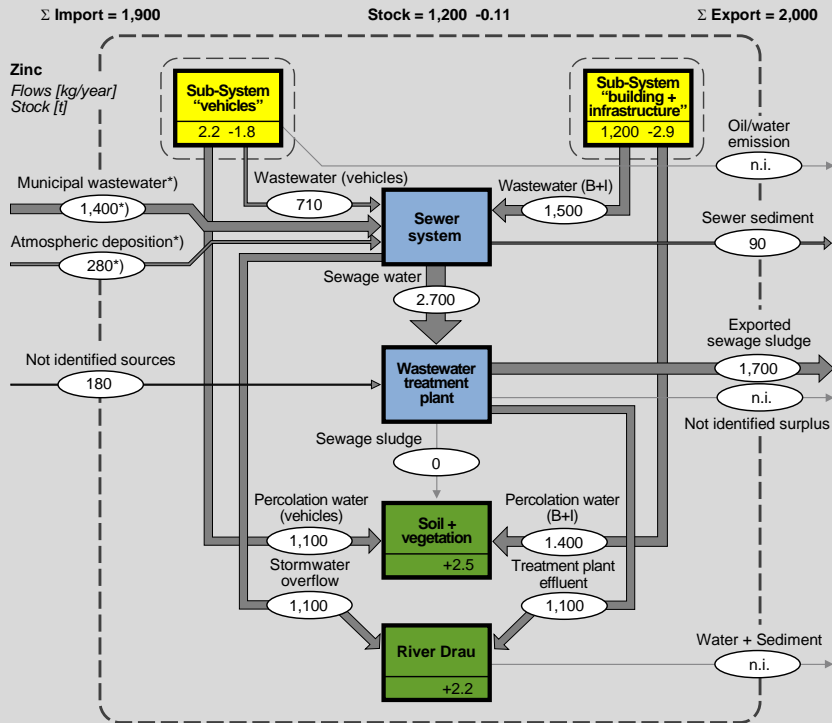 Σ Import = 1,900
Stock = 1,200 -0.11
Σ Export = 2,000
Zinc
Flows [kg/year]
Stock [t]
Sub-System
“vehicles”
2.2 -1.8
Sub-System
“building +
infrastructure”
1,200 -2.9
Oil/water
emission
n.i.
Municipal wastewater*)
1,400*)
Wastewater (vehicles)
710
Wastewater (B+I)
1,500
Sewer
system
Sewer sediment
90
Atmospheric deposition*)
280*)
Sewage water
2.700
Not identified sources
180
Wastewater
treatment
plant
Exported
sewage sludge
1,700
n.i.
Not identified surplus
Sewage sludge
0
Percolation water
(vehicles)
1,100
Soil +
vegetation
+2.5
Percolation water
(B+I)
1.400
Stormwater
overflow
1,100
Treatment plant
effluent
1,100
River Drau
+2.2
Water + Sediment
n.i.